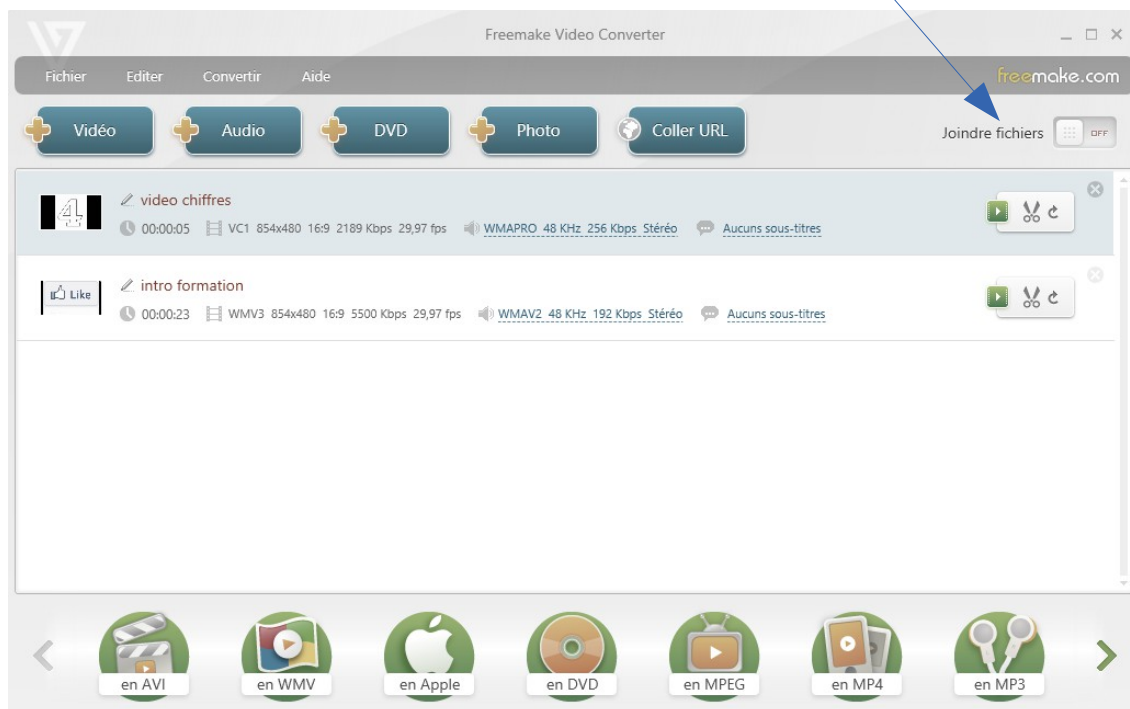 Freemake Video Converter
Fichier Editer Convertir Aide
freemake.com
Vidéo Audio DVD Photo Coller URL
Joindre fichiers OFF
4 video chiffres
00:00:05 VC1 854x480 16:9 2189 Kbps 29,97 fps WMAPRO 48 KHz 256 Kbps Stéréo Aucuns sous-titres
Like intro formation
00:00:23 WMV3 854x480 16:9 5500 Kbps 29,97 fps WMAV2 48 KHz 192 Kbps Stéréo Aucuns sous-titres
en AVI en WMV en Apple en DVD en MPEG en MP4 en MP3